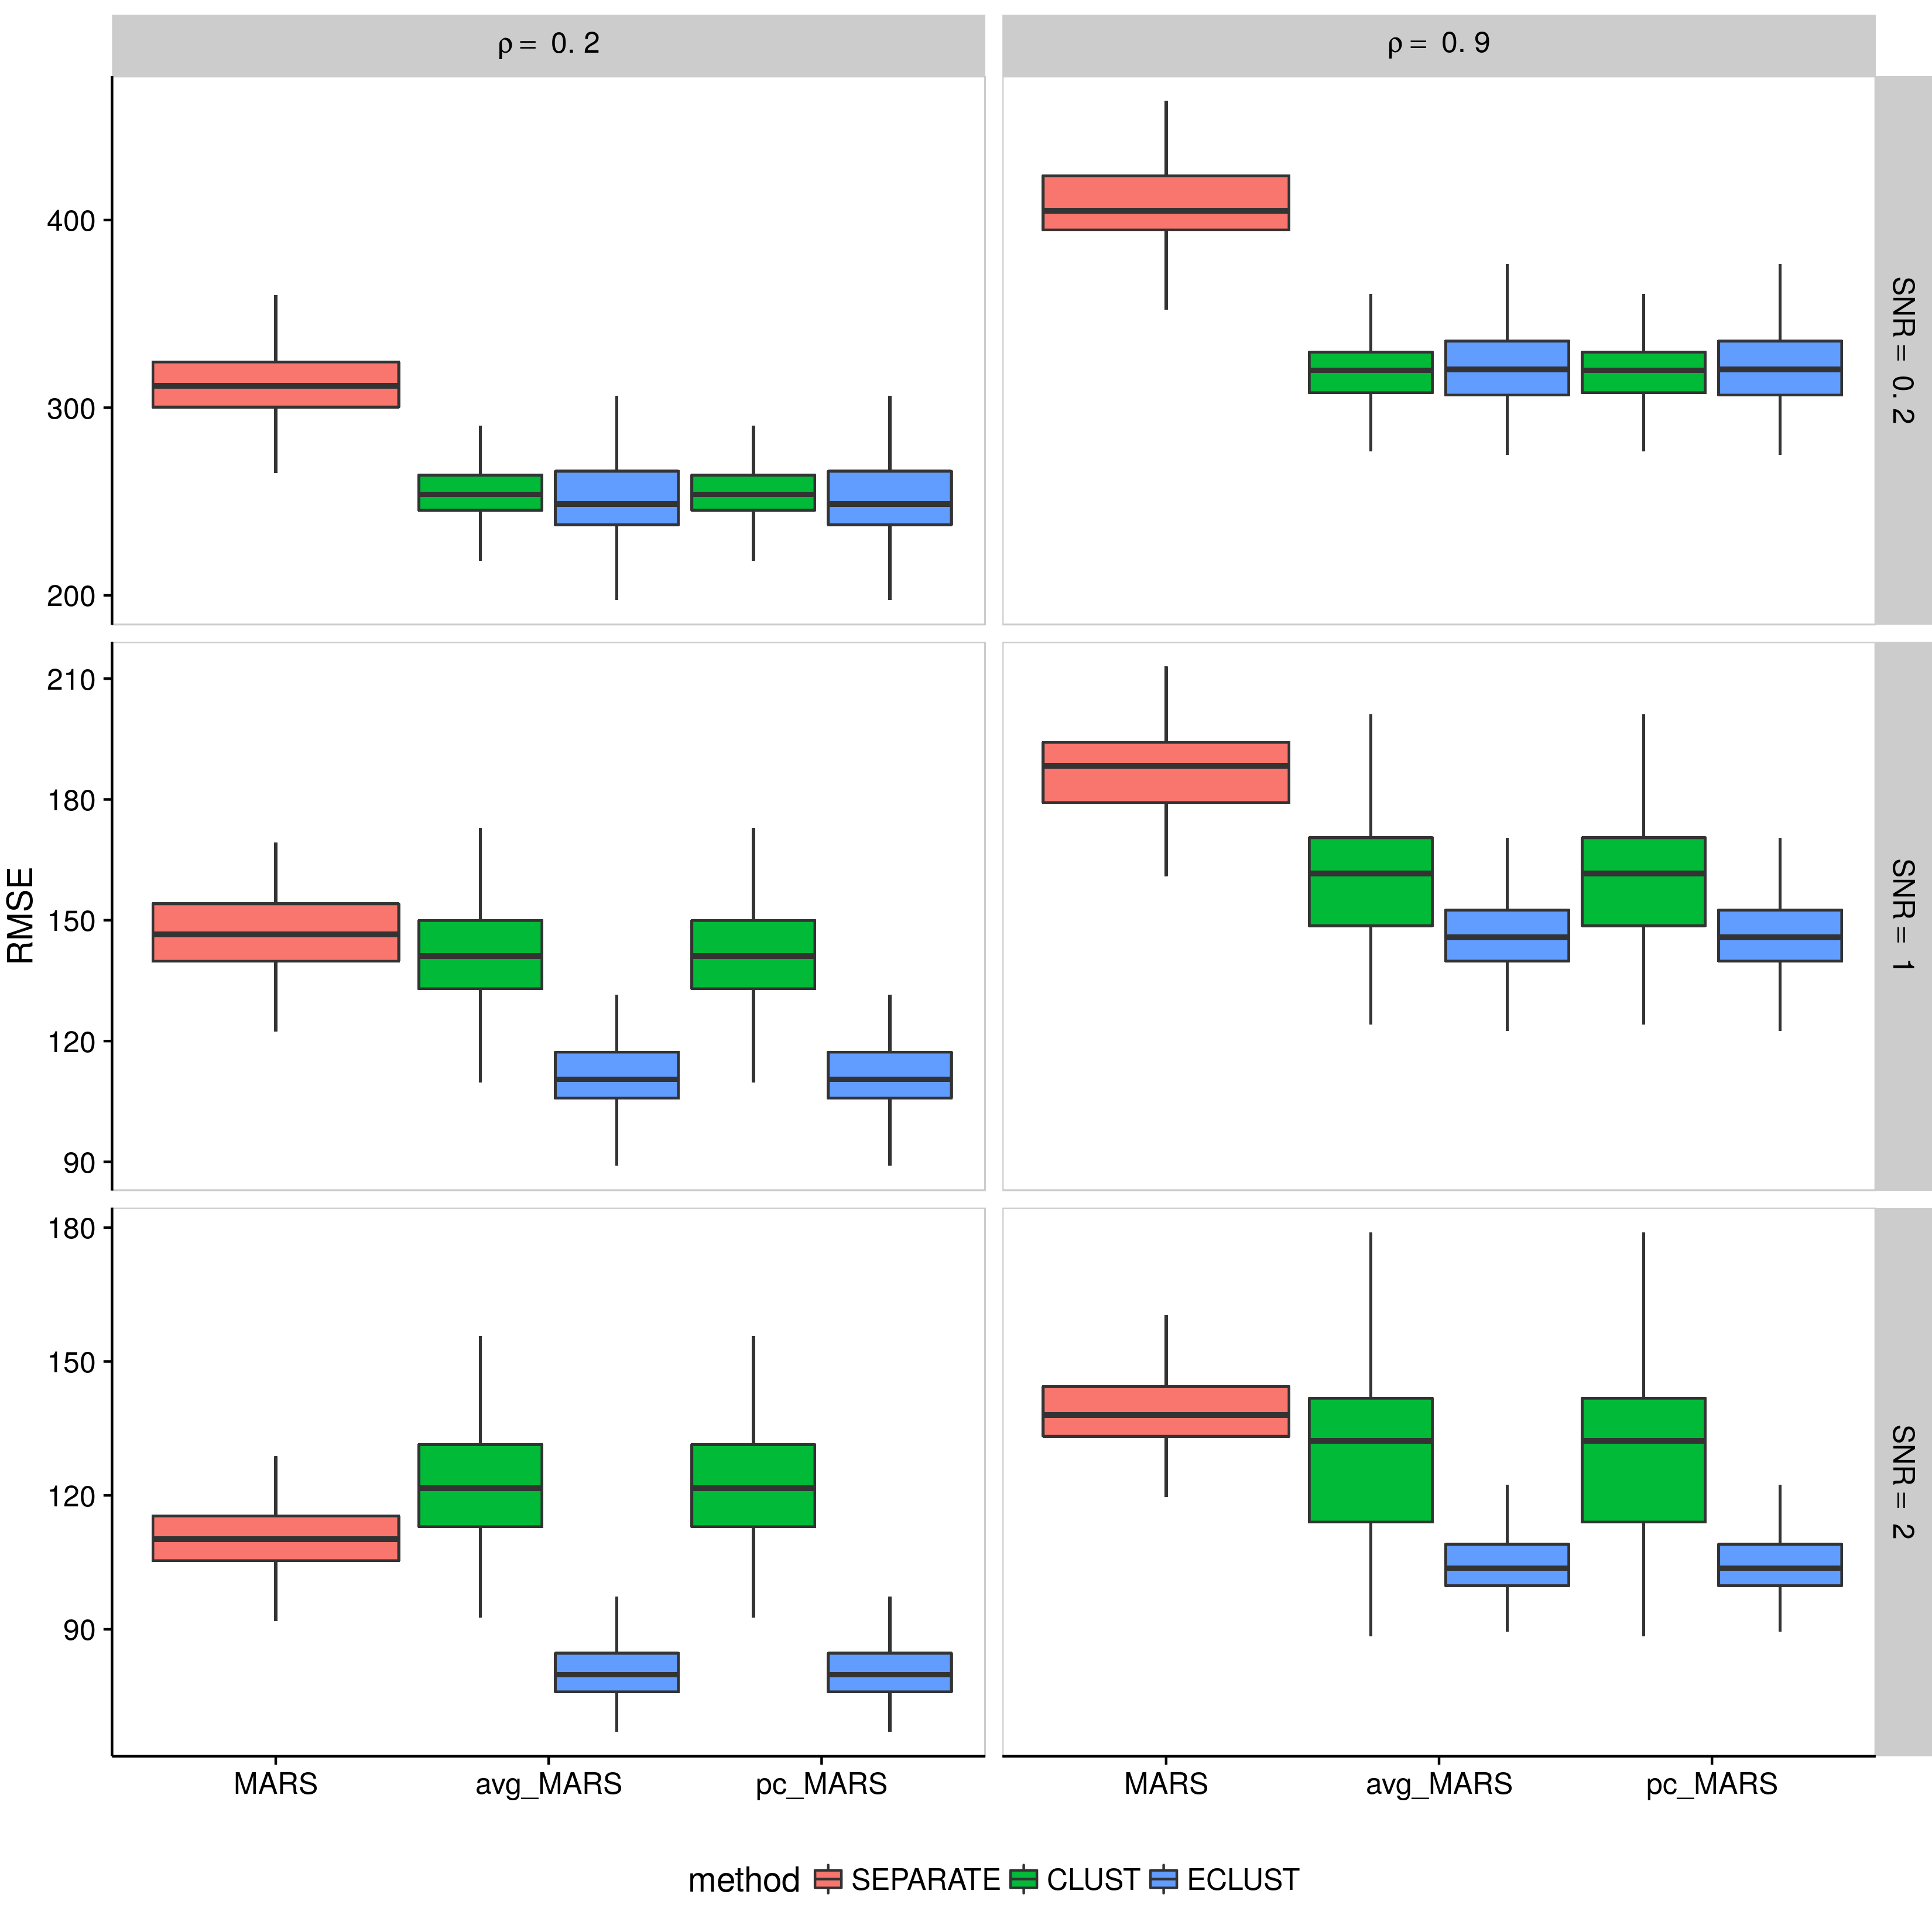 ρ = 0. 2
ρ = 0. 9
400
300
200
SNR = 0. 2
210
180
150
120
90
SNR = 1
RMSE
180
150
120
90
SNR = 2
MARS avg_MARS pc_MARS
MARS avg_MARS pc_MARS
method SEPARATE CLUST ECLUST